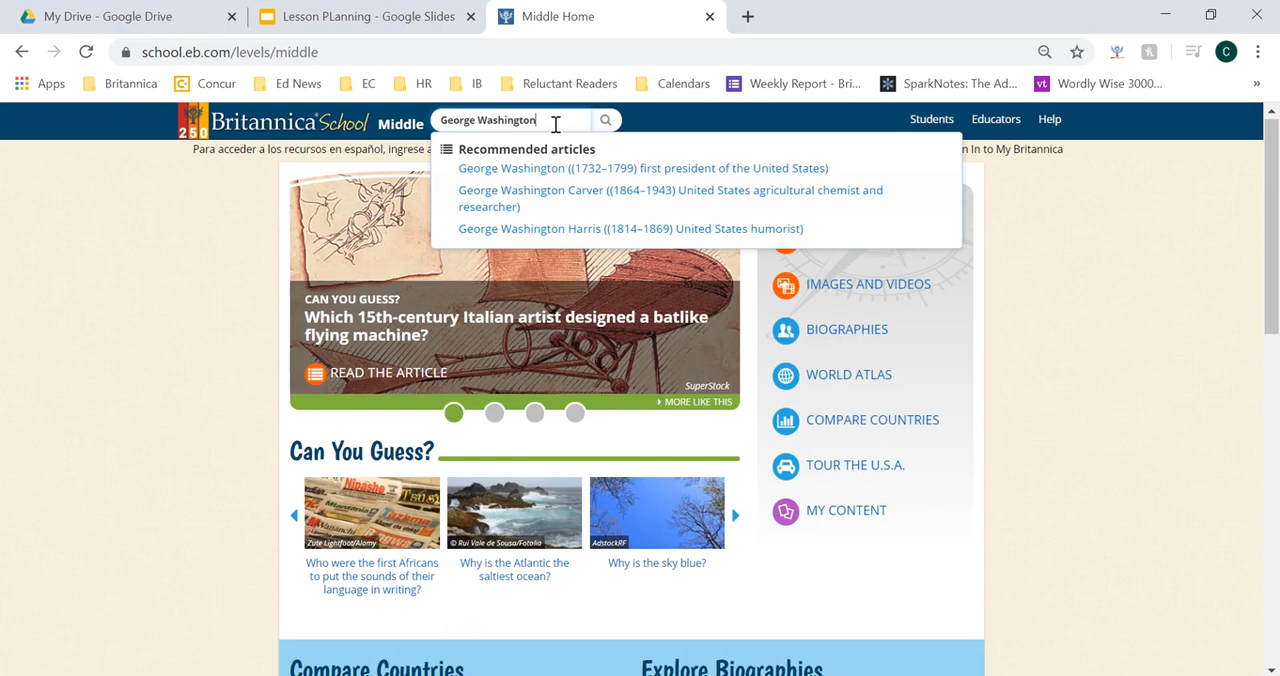 My Drive - Google Drive
Lesson PLanning - Google Slides
Middle Home
school.eb.com/levels/middle
C
Apps
Britannica
Concur
Ed News
EC
HR
IB
Reluctant Readers
Calendars
Weekly Report - Bri...
SparkNotes: The Ad...
vt
Wordly Wise 3000...
»
250
Britannica School Middle
George Washington
Students
Educators
Help
Para acceder a los recursos en español, ingrese a
n In to My Britannica
Recommended articles
George Washington ((1732–1799) first president of the United States)
George Washington Carver ((1864–1943) United States agricultural chemist and
researcher)
George Washington Harris ((1814–1869) United States humorist)
CAN YOU GUESS?
Which 15th-century Italian artist designed a batlike
flying machine?
READ THE ARTICLE
SuperStock
MORE LIKE THIS
IMAGES AND VIDEOS
BIOGRAPHIES
WORLD ATLAS
COMPARE COUNTRIES
TOUR THE U.S.A.
MY CONTENT
Can You Guess?
Zute Lightfoot/Alamy
© Rui Vale de Sousa/Fotolia
AdstockRF
Who were the first Africans
to put the sounds of their
language in writing?
Why is the Atlantic the
saltiest ocean?
Why is the sky blue?
Compare Countries
Explore Biographies